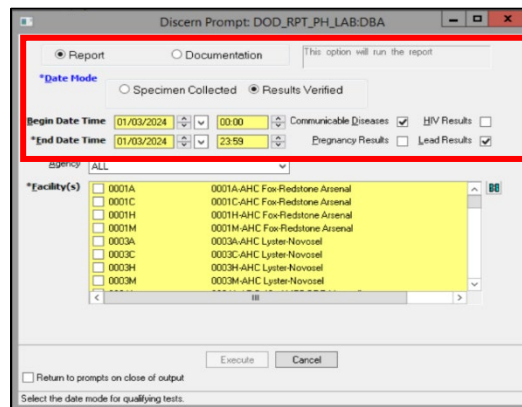 Discern Prompt: DOD_RPT_PH_LAB:DBA
Report Documentation This option will run the report
*Date Mode
Specimen Collected Results Verified
Begin Date Time 01/03/2024 00:00 Communicable Diseases HIV Results
*End Date Time 01/03/2024 23:59 Pregnancy Results Lead Results
Agency ALL
*Facility(s) 0001A 0001A-AHC Fox-Redstone Arsenal
0001C 0001C-AHC Fox-Redstone Arsenal
0001H 0001H-AHC Fox-Redstone Arsenal
0001M 0001M-AHC Fox-Redstone Arsenal
0003A 0003A-AHC Lyster-Novosel
0003C 0003C-AHC Lyster-Novosel
0003H 0003H-AHC Lyster-Novosel
0003M 0003M-AHC Lyster-Novosel
Execute Cancel
Return to prompts on close of output
Select the date mode for qualifying tests.